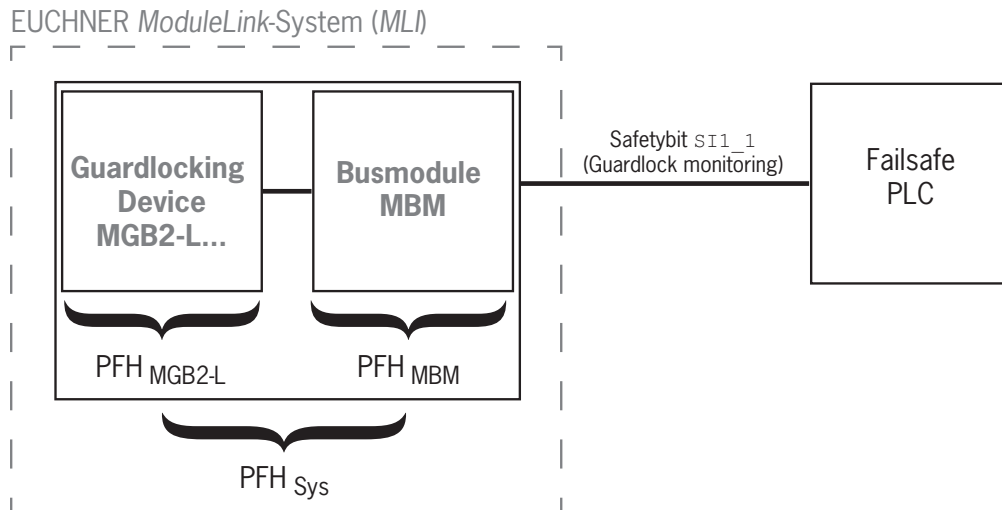 EUCHNER ModuleLink-System (MLI)
Guardlocking
Device
MGB2-L...
Busmodule
MBM
Safetybit SI1_1
(Guardlock monitoring)
Failsafe
PLC
PFH MGB2-L
PFH MBM
PFH Sys